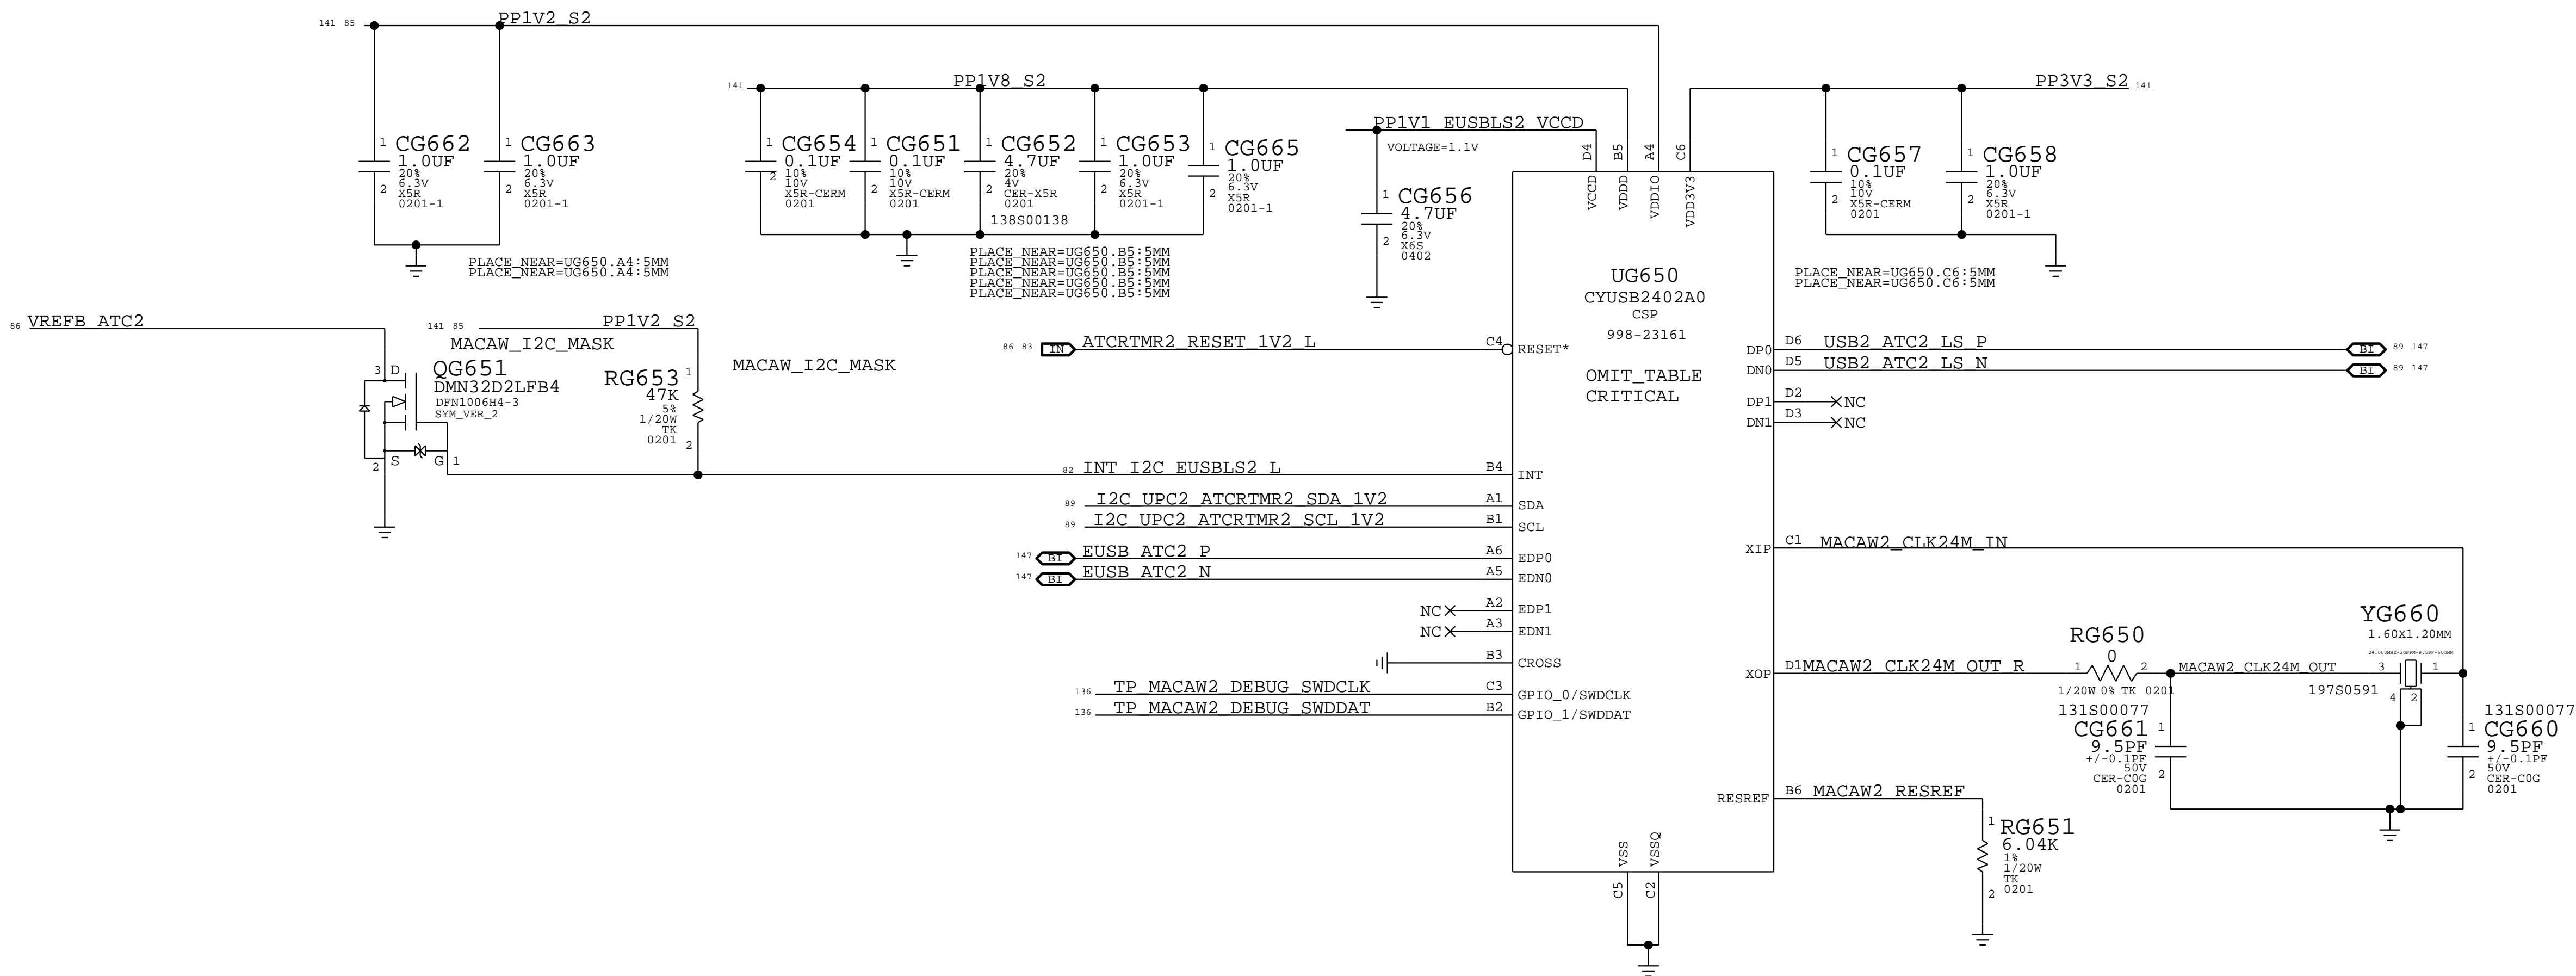 141 85 PP1V2_S2
141 PP1V8_S2
PP3V3_S2 141
1 CG662
1.0UF
20%
6.3V
2 X5R
0201-1
1 CG663
1.0UF
20%
6.3V
2 X5R
0201-1
PLACE_NEAR=UG650.A4:5MM
PLACE_NEAR=UG650.A4:5MM
1 CG654
0.1UF
10%
10V
2 X5R-CERM
0201
1 CG651
0.1UF
10%
10V
2 X5R-CERM
0201
1 CG652
4.7UF
20%
4V
2 CER-X5R
0201
138S00138
1 CG653
1.0UF
20%
6.3V
2 X5R
0201-1
1 CG665
1.0UF
20%
6.3V
2 X5R
0201-1
PLACE_NEAR=UG650.B5:5MM
PLACE_NEAR=UG650.B5:5MM
PLACE_NEAR=UG650.B5:5MM
PLACE_NEAR=UG650.B5:5MM
PLACE_NEAR=UG650.B5:5MM
PP1V1_EUSBLS2_VCCD
VOLTAGE=1.1V
1 CG656
4.7UF
20%
6.3V
2 X6S
0402
D4 B5 A4 C6
VCCD VDDD VDDIO VDD3V3
1 CG657
0.1UF
10%
10V
2 X5R-CERM
0201
1 CG658
1.0UF
20%
6.3V
2 X5R
0201-1
PLACE_NEAR=UG650.C6:5MM
PLACE_NEAR=UG650.C6:5MM
UG650
CYUSB2402A0
CSP
998-23161
OMIT_TABLE
CRITICAL
86 VREFB_ATC2
141 85 PP1V2_S2
MACAW_I2C_MASK
3 D QG651
DMN32D2LFB4
DFN1006H4-3
SYM_VER_2
2 S G 1
RG653 1
47K
5%
1/20W
TK
0201 2
MACAW_I2C_MASK
86 83 IN ATCRTMR2_RESET_1V2_L C4 RESET*
82 INT_I2C_EUSBLS2_L B4 INT
89 I2C_UPC2_ATCRTMR2_SDA_1V2 A1 SDA
89 I2C_UPC2_ATCRTMR2_SCL_1V2 B1 SCL
147 BI EUSB_ATC2_P A6 EDP0
147 BI EUSB_ATC2_N A5 EDN0
NC A2 EDP1
NC A3 EDN1
B3 CROSS
136 TP_MACAW2_DEBUG_SWDCLK C3 GPIO_0/SWDCLK
136 TP_MACAW2_DEBUG_SWDDAT B2 GPIO_1/SWDDAT
DP0 D6 USB2_ATC2_LS_P BI 89 147
DN0 D5 USB2_ATC2_LS_N BI 89 147
DP1 D2 NC
DN1 D3 NC
XIP C1 MACAW2_CLK24M_IN
XOP D1 MACAW2_CLK24M_OUT_R
RG650
0
1 2
1/20W 0% TK 0201
MACAW2_CLK24M_OUT
YG660
1.60X1.20MM
24.000MHZ-20PPM-9.5PF-60OHM
3 1
4 2
197S0591
131S00077
CG661 1
9.5PF
+/-0.1PF
50V
CER-C0G 2
0201
131S00077
1 CG660
9.5PF
+/-0.1PF
50V
2 CER-C0G
0201
RESREF B6 MACAW2_RESREF
1 RG651
6.04K
1%
1/20W
TK
2 0201
VSS VSSQ
C5 C2